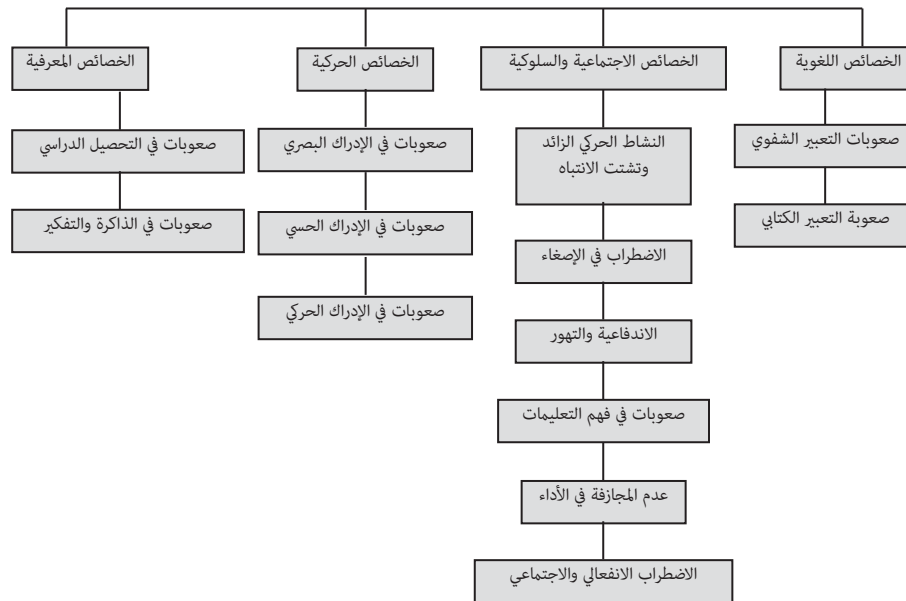 الخصائص اللغوية
صعوبات التعبير الشفوي
صعوبة التعبير الكتابي
الخصائص الاجتماعية والسلوكية
النشاط الحركي الزائد
وتشتت الانتباه
الاضطراب في الإصغاء
الاندفاعية والتهور
صعوبات في فهم التعليمات
عدم المجازفة في الأداء
الاضطراب الانفعالي والاجتماعي
الخصائص الحركية
صعوبات في الإدراك البصري
صعوبات في الإدراك الحسي
صعوبات في الإدراك الحركي
الخصائص المعرفية
صعوبات في التحصيل الدراسي
صعوبات في الذاكرة والتفكير